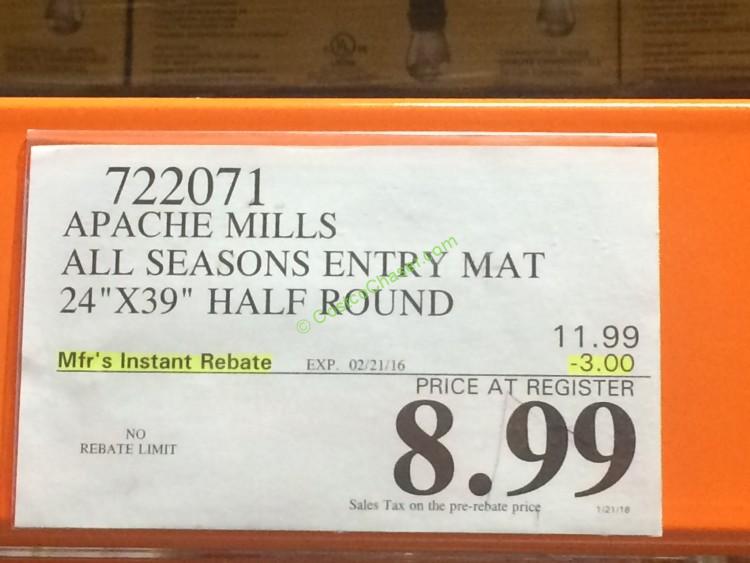 722071
APACHE MILLS
ALL SEASONS ENTRY MAT
24"X39" HALF ROUND
© CostcoChaser.com
11.99
Mfr's Instant Rebate EXP. 02/21/16 -3.00
PRICE AT REGISTER
8.99
NO
REBATE LIMIT
Sales Tax on the pre-rebate price
1/21/16